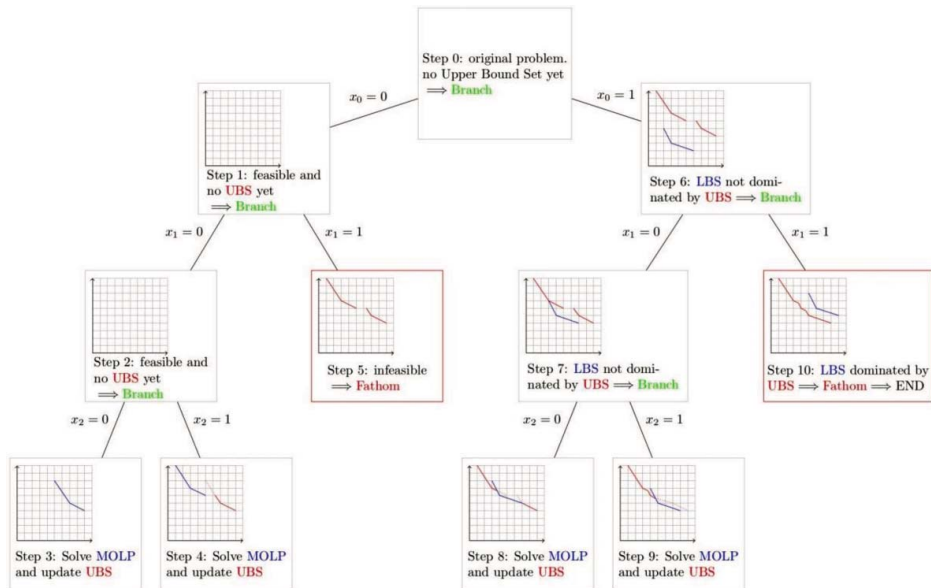 Step 0: original problem.
no Upper Bound Set yet
⟹ Branch
x₀ = 0
x₀ = 1
Step 1: feasible and
no UBS yet
⟹ Branch
Step 6: LBS not domi-
nated by UBS ⟹ Branch
x₁ = 0
x₁ = 1
x₁ = 0
x₁ = 1
Step 2: feasible and
no UBS yet
⟹ Branch
Step 5: infeasible
⟹ Fathom
Step 7: LBS not domi-
nated by UBS ⟹ Branch
Step 10: LBS dominated by
UBS ⟹ Fathom ⟹ END
x₂ = 0
x₂ = 1
x₂ = 0
x₂ = 1
Step 3: Solve MOLP
and update UBS
Step 4: Solve MOLP
and update UBS
Step 8: Solve MOLP
and update UBS
Step 9: Solve MOLP
and update UBS